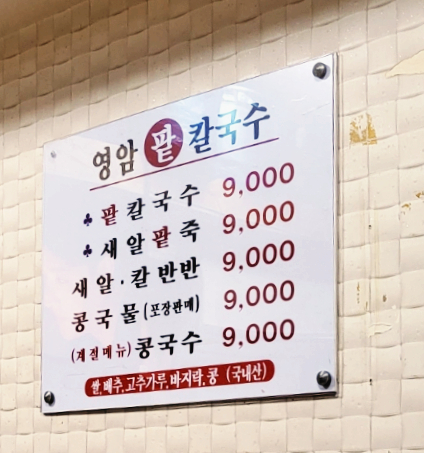 영암 팥 칼국수
♣ 팥칼국수 9,000
♣ 새알팥죽 9,000
새알·칼반반 9,000
콩국물(포장판매) 9,000
(계절메뉴)콩국수 9,000
쌀,배추,고추가루,바지락,콩 (국내산)